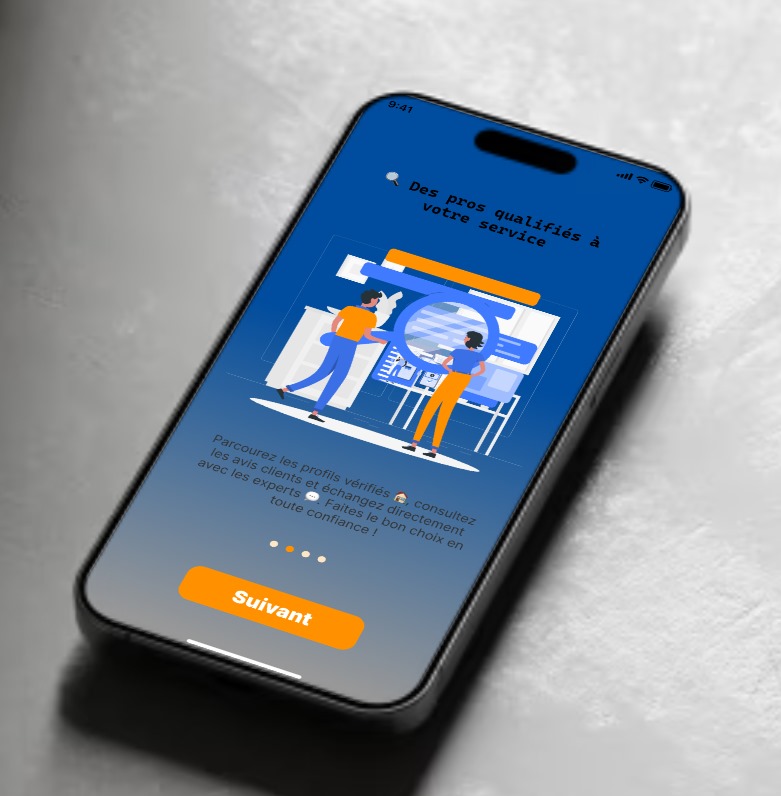 9:41
🔍 Des pros qualifiés à
votre service
Parcourez les profils vérifiés 🏠, consultez
les avis clients et échangez directement
avec les experts 💬. Faites le bon choix en
toute confiance !
Suivant